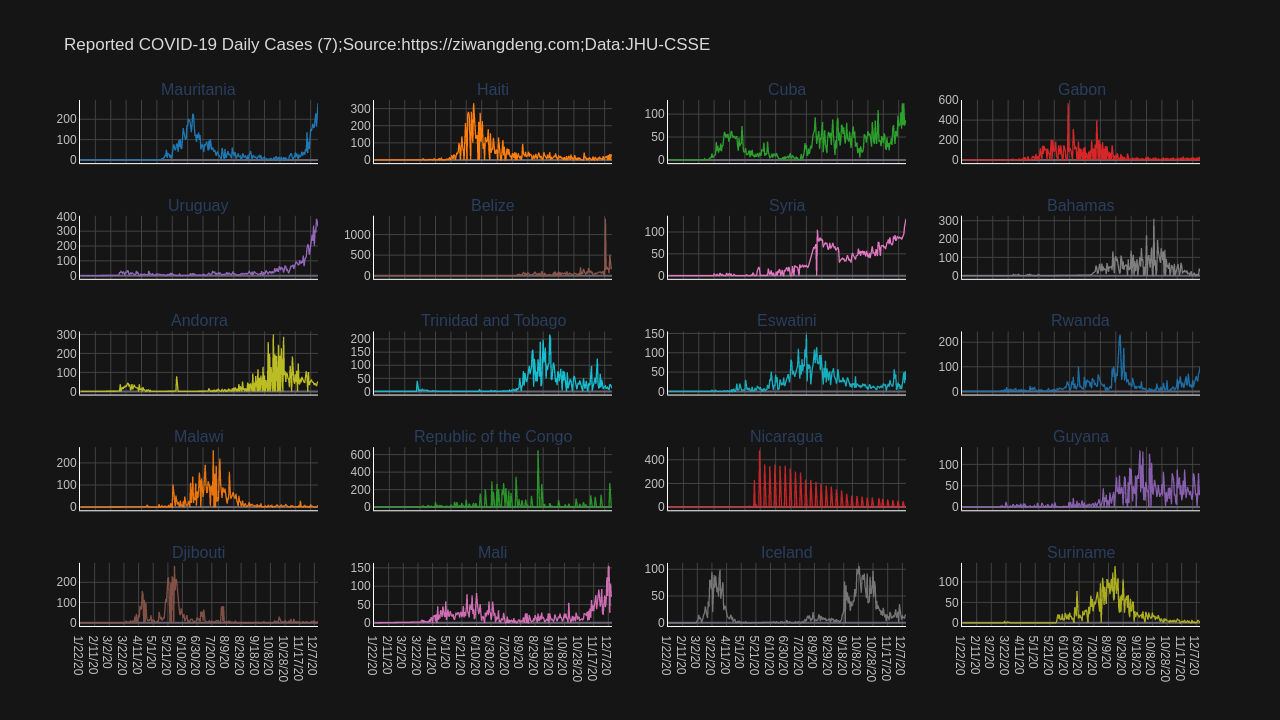 Reported COVID-19 Daily Cases (7);Source:https://ziwangdeng.com;Data:JHU-CSSE
Mauritania Haiti Cuba Gabon
200 100 0
300 200 100 0
100 50 0
600 400 200 0
Uruguay Belize Syria Bahamas
400 300 200 100 0
1000 500 0
100 50 0
300 200 100 0
Andorra Trinidad and Tobago Eswatini Rwanda
300 200 100 0
200 150 100 50 0
150 100 50 0
200 100 0
Malawi Republic of the Congo Nicaragua Guyana
200 100 0
600 400 200 0
400 200 0
100 50 0
Djibouti Mali Iceland Suriname
200 100 0
150 100 50 0
100 50 0
100 50 0
1/22/20 2/11/20 3/2/20 3/22/20 4/11/20 5/1/20 5/21/20 6/10/20 6/30/20 7/20/20 8/9/20 8/29/20 9/18/20 10/8/20 10/28/20 11/17/20 12/7/20
1/22/20 2/11/20 3/2/20 3/22/20 4/11/20 5/1/20 5/21/20 6/10/20 6/30/20 7/20/20 8/9/20 8/29/20 9/18/20 10/8/20 10/28/20 11/17/20 12/7/20
1/22/20 2/11/20 3/2/20 3/22/20 4/11/20 5/1/20 5/21/20 6/10/20 6/30/20 7/20/20 8/9/20 8/29/20 9/18/20 10/8/20 10/28/20 11/17/20 12/7/20
1/22/20 2/11/20 3/2/20 3/22/20 4/11/20 5/1/20 5/21/20 6/10/20 6/30/20 7/20/20 8/9/20 8/29/20 9/18/20 10/8/20 10/28/20 11/17/20 12/7/20